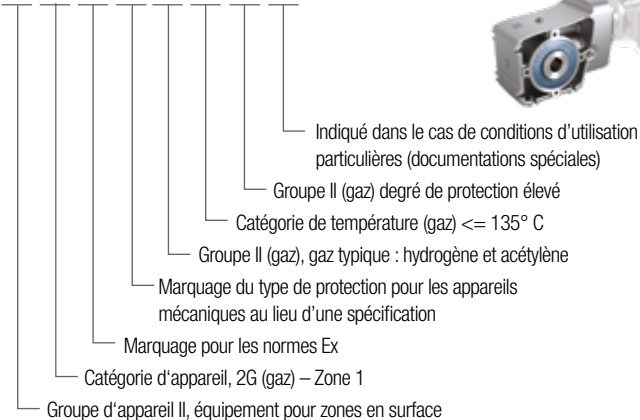 Indiqué dans le cas de conditions d'utilisation
particulières (documentations spéciales)
Groupe II (gaz) degré de protection élevé
Catégorie de température (gaz) <= 135° C
Groupe II (gaz), gaz typique : hydrogène et acétylène
Marquage du type de protection pour les appareils
mécaniques au lieu d'une spécification
Marquage pour les normes Ex
Catégorie d'appareil, 2G (gaz) – Zone 1
Groupe d'appareil II, équipement pour zones en surface